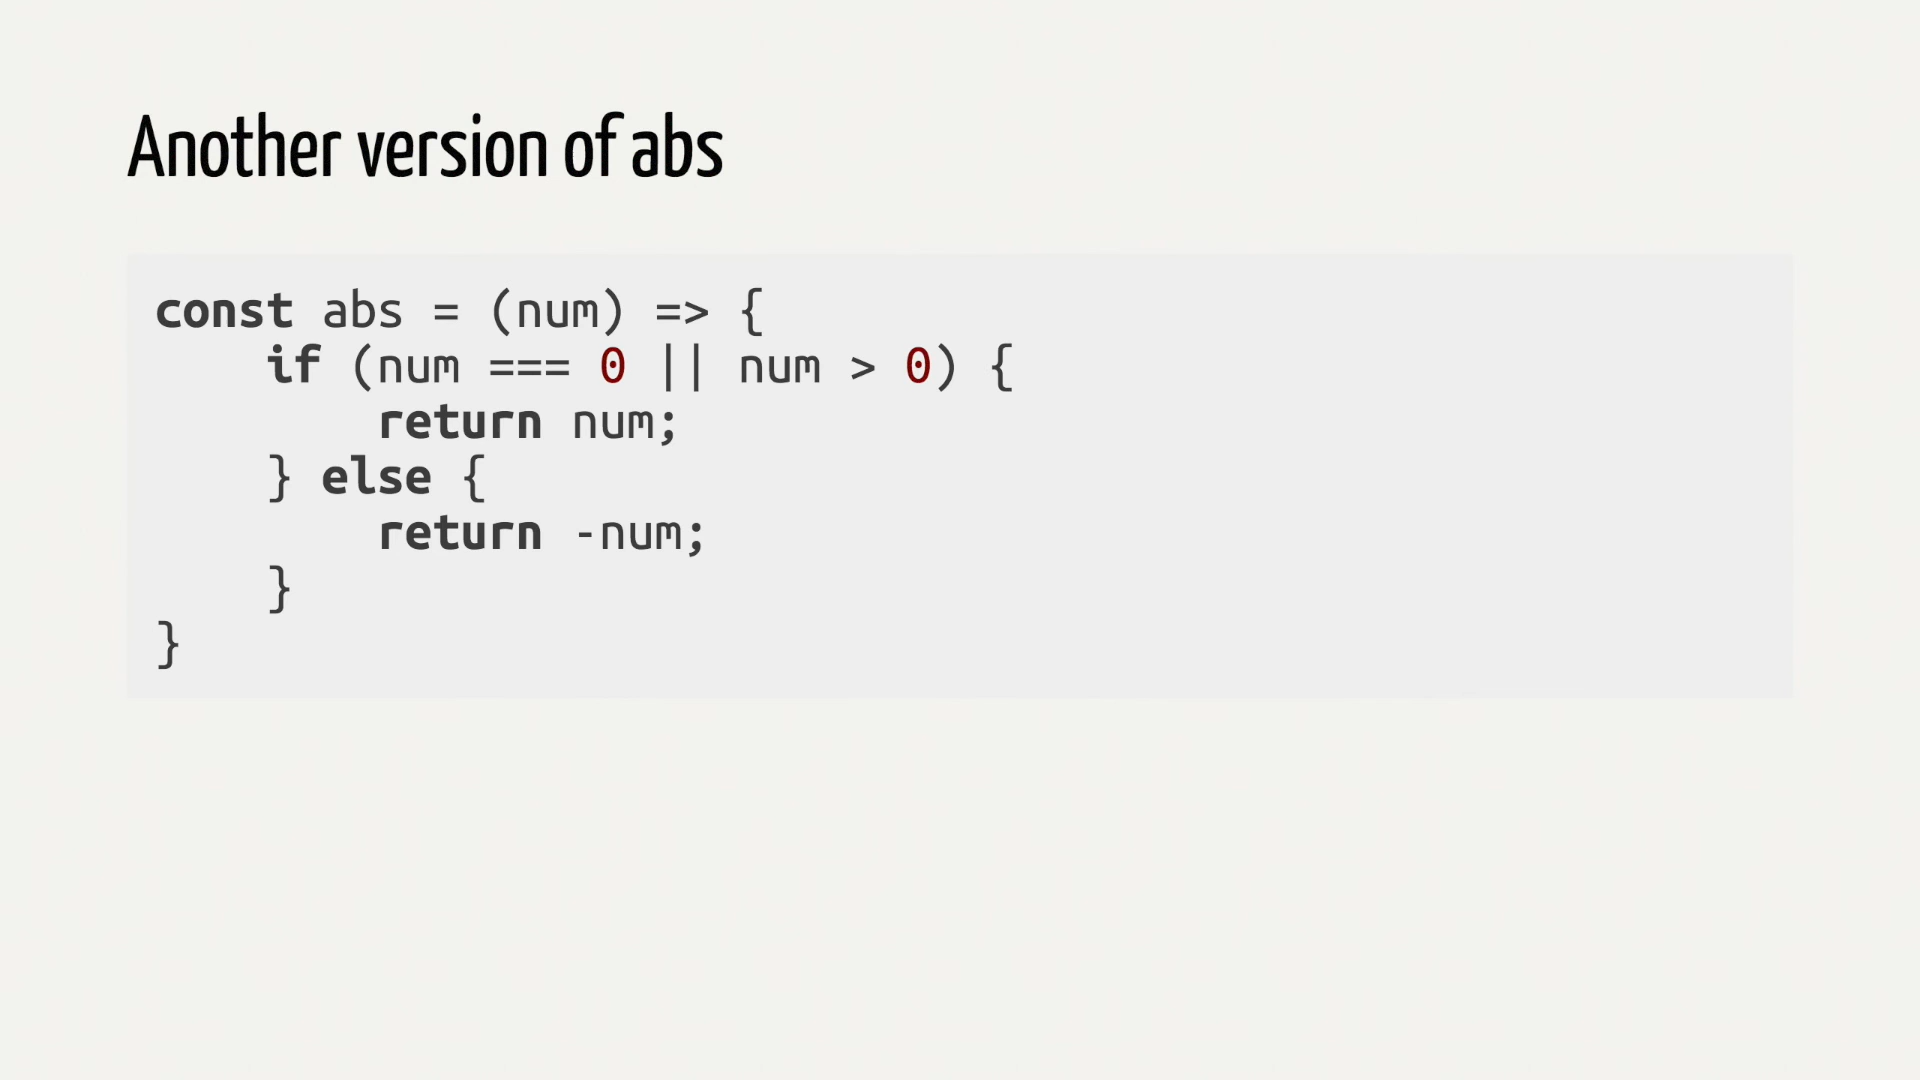 Another version of abs
const abs = (num) => {
    if (num === 0 || num > 0) {
        return num;
    } else {
        return -num;
    }
}